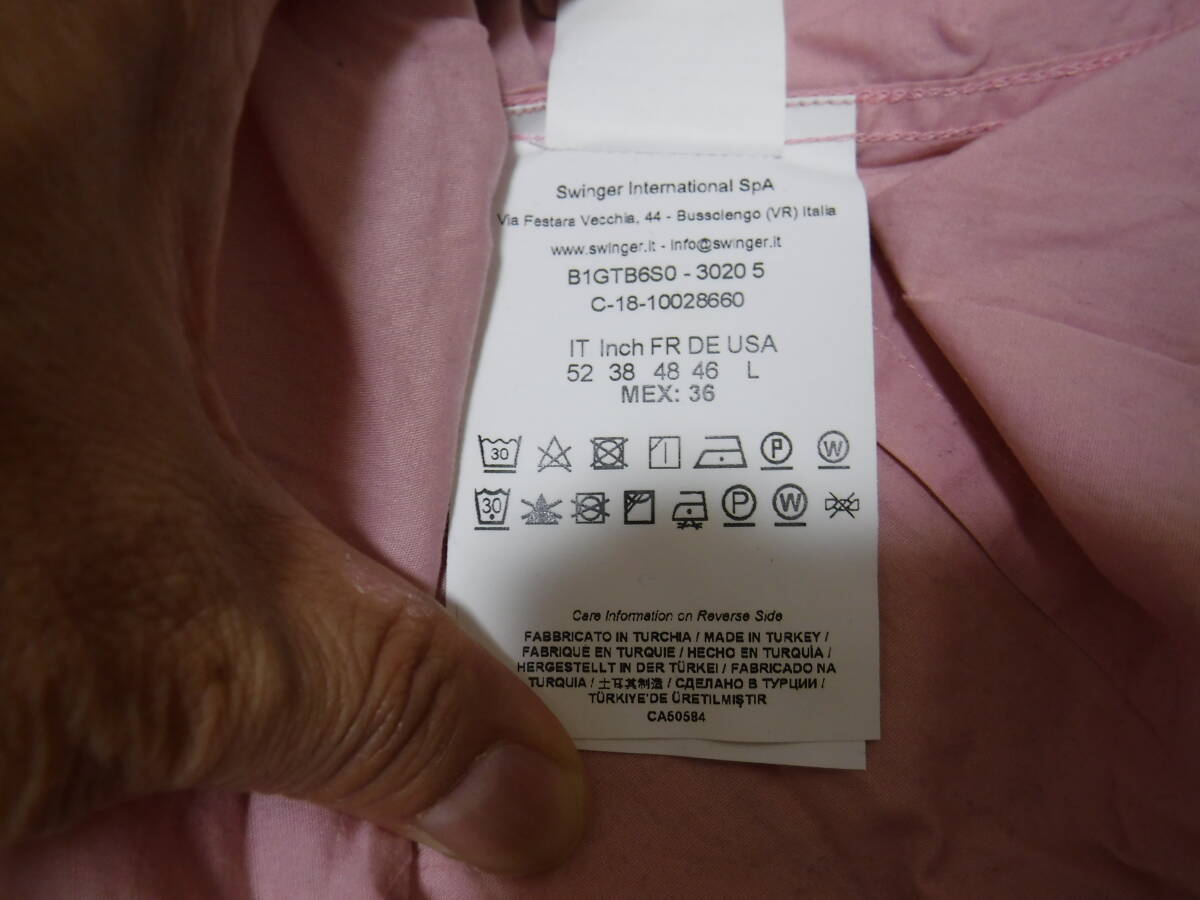 Swinger International SpA
Via Festara Vecchia, 44 - Bussolengo (VR) Italia
www.swinger.it - info@swinger.it
B1GTB6S0 - 3020 5
C-18-10028660
IT Inch FR DE USA
52 38 48 46 L
MEX: 36
30 P W
30 P W
Care Information on Reverse Side
FABBRICATO IN TURCHIA / MADE IN TURKEY /
FABRIQUE EN TURQUIE / HECHO EN TURQUÌA /
HERGESTELLT IN DER TÜRKEI / FABRICADO NA
TURQUIA / 土耳其制造 / СДЕЛАНО В ТУРЦИИ /
TÜRKIYE'DE ÜRETILMIŞTIR
CA50584